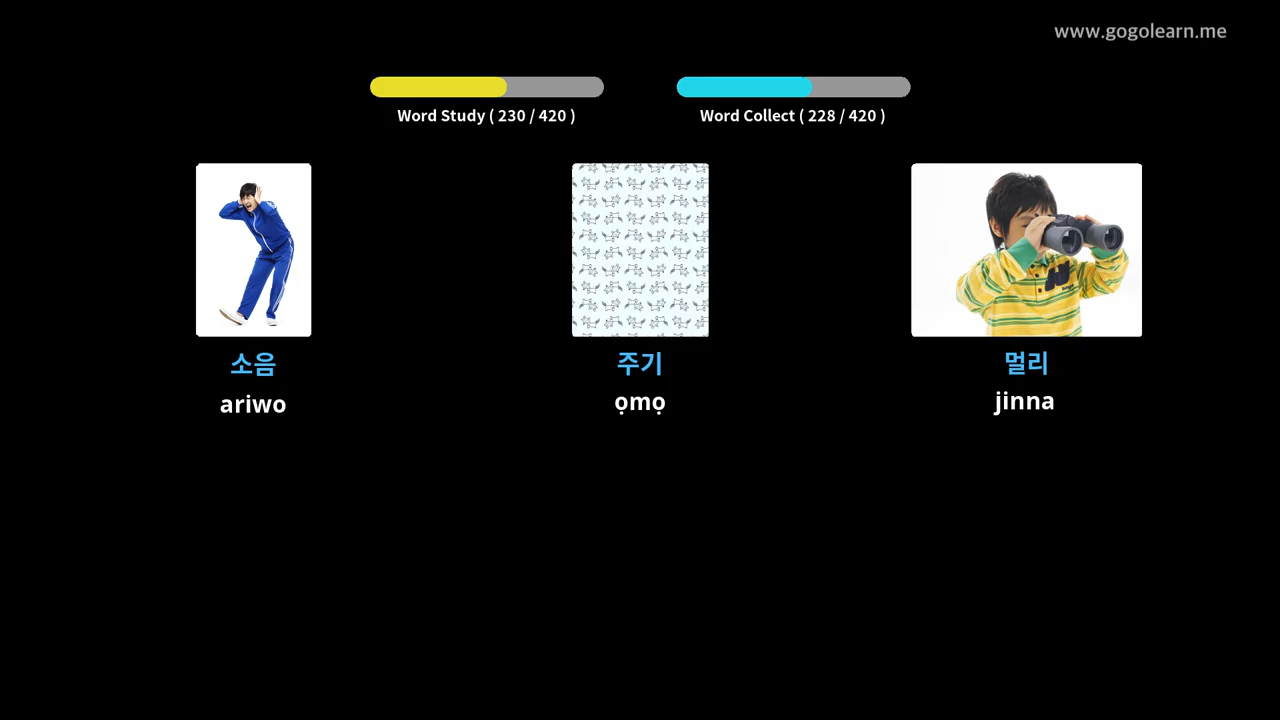 www.gogolearn.me
Word Study ( 230 / 420 )
Word Collect ( 228 / 420 )
소음
주기
멀리
ariwo
ọmọ
jinna